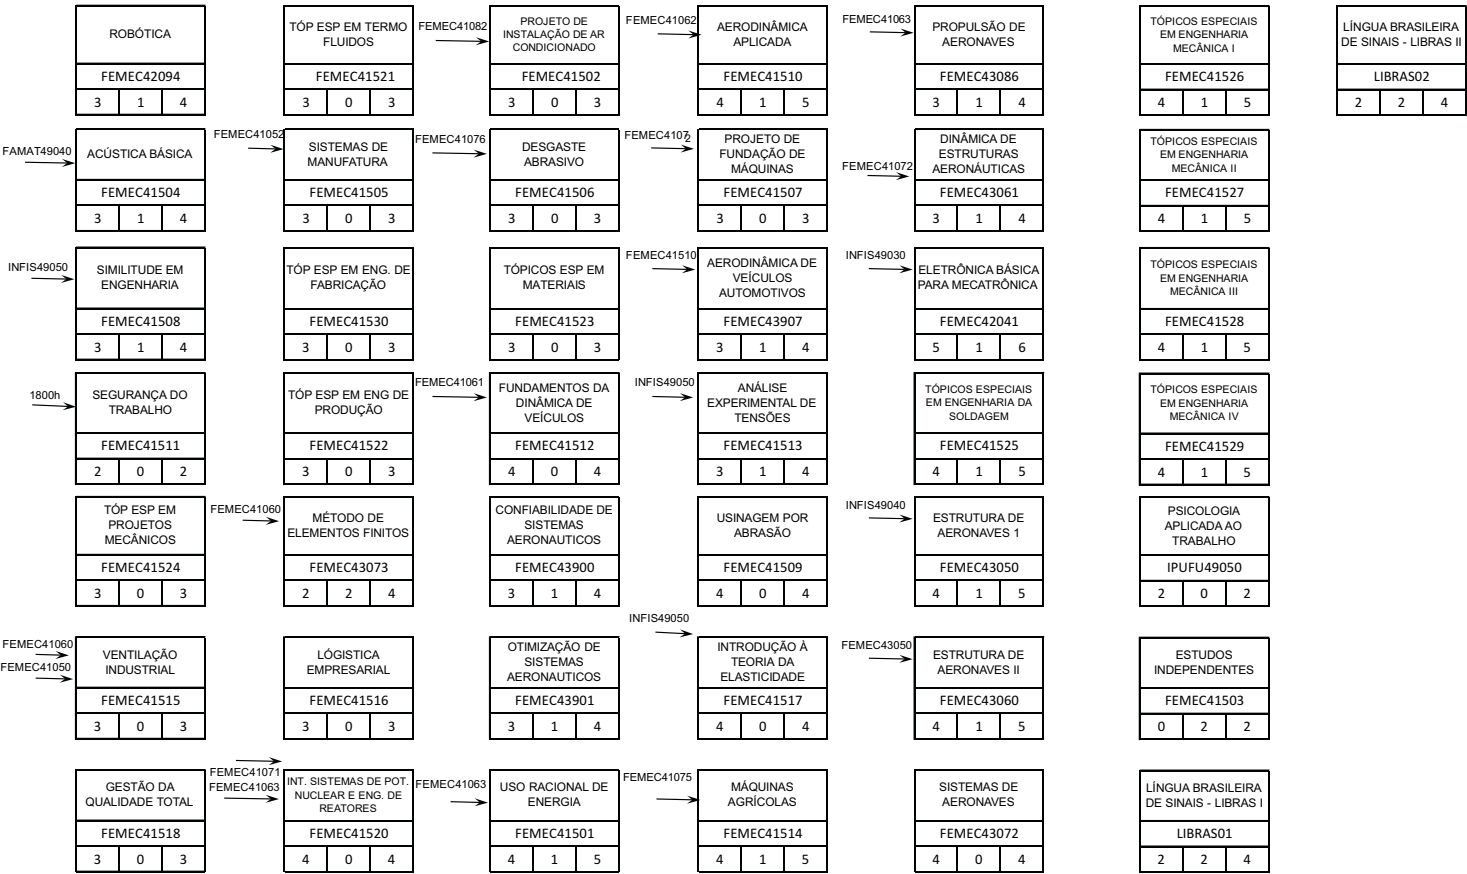 ROBÓTICA
FEMEC42094
3 1 4
TÓP ESP EM TERMO
FLUIDOS
FEMEC41521
3 0 3
FEMEC41082
PROJETO DE
INSTALAÇÃO DE AR
CONDICIONADO
FEMEC41502
3 0 3
FEMEC41062
AERODINÂMICA
APLICADA
FEMEC41510
4 1 5
FEMEC41063
PROPULSÃO DE
AERONAVES
FEMEC43086
3 1 4
TÓPICOS ESPECIAIS
EM ENGENHARIA
MECÂNICA I
FEMEC41526
4 1 5
LÍNGUA BRASILEIRA
DE SINAIS - LIBRAS II
LIBRAS02
2 2 4
FAMAT49040
ACÚSTICA BÁSICA
FEMEC41504
3 1 4
FEMEC41052
SISTEMAS DE
MANUFATURA
FEMEC41505
3 0 3
FEMEC41076
DESGASTE
ABRASIVO
FEMEC41506
3 0 3
FEMEC4107
2
PROJETO DE
FUNDAÇÃO DE
MÁQUINAS
FEMEC41507
3 0 3
FEMEC41072
DINÂMICA DE
ESTRUTURAS
AERONÁUTICAS
FEMEC43061
3 1 4
TÓPICOS ESPECIAIS
EM ENGENHARIA
MECÂNICA II
FEMEC41527
4 1 5
INFIS49050
SIMILITUDE EM
ENGENHARIA
FEMEC41508
3 1 4
TÓP ESP EM ENG. DE
FABRICAÇÃO
FEMEC41530
3 0 3
TÓPICOS ESP EM
MATERIAIS
FEMEC41523
3 0 3
FEMEC41510
AERODINÂMICA DE
VEÍCULOS
AUTOMOTIVOS
FEMEC43907
3 1 4
INFIS49030
ELETRÔNICA BÁSICA
PARA MECATRÔNICA
FEMEC42041
5 1 6
TÓPICOS ESPECIAIS
EM ENGENHARIA
MECÂNICA III
FEMEC41528
4 1 5
1800h
SEGURANÇA DO
TRABALHO
FEMEC41511
2 0 2
TÓP ESP EM ENG DE
PRODUÇÃO
FEMEC41522
3 0 3
FEMEC41061
FUNDAMENTOS DA
DINÂMICA DE
VEÍCULOS
FEMEC41512
4 0 4
INFIS49050
ANÁLISE
EXPERIMENTAL DE
TENSÕES
FEMEC41513
3 1 4
TÓPICOS ESPECIAIS
EM ENGENHARIA DA
SOLDAGEM
FEMEC41525
4 1 5
TÓPICOS ESPECIAIS
EM ENGENHARIA
MECÂNICA IV
FEMEC41529
4 1 5
TÓP ESP EM
PROJETOS
MECÂNICOS
FEMEC41524
3 0 3
FEMEC41060
MÉTODO DE
ELEMENTOS FINITOS
FEMEC43073
2 2 4
CONFIABILIDADE DE
SISTEMAS
AERONAUTICOS
FEMEC43900
3 1 4
USINAGEM POR
ABRASÃO
FEMEC41509
4 0 4
INFIS49040
ESTRUTURA DE
AERONAVES 1
FEMEC43050
4 1 5
PSICOLOGIA
APLICADA AO
TRABALHO
IPUFU49050
2 0 2
FEMEC41060
FEMEC41050
VENTILAÇÃO
INDUSTRIAL
FEMEC41515
3 0 3
LÓGISTICA
EMPRESARIAL
FEMEC41516
3 0 3
OTIMIZAÇÃO DE
SISTEMAS
AERONAUTICOS
FEMEC43901
3 1 4
INFIS49050
INTRODUÇÃO À
TEORIA DA
ELASTICIDADE
FEMEC41517
4 0 4
FEMEC43050
ESTRUTURA DE
AERONAVES II
FEMEC43060
4 1 5
ESTUDOS
INDEPENDENTES
FEMEC41503
0 2 2
GESTÃO DA
QUALIDADE TOTAL
FEMEC41518
3 0 3
FEMEC41071
FEMEC41063
INT. SISTEMAS DE POT.
NUCLEAR E ENG. DE
REATORES
FEMEC41520
4 0 4
FEMEC41063
USO RACIONAL DE
ENERGIA
FEMEC41501
4 1 5
FEMEC41075
MÁQUINAS
AGRÍCOLAS
FEMEC41514
4 1 5
SISTEMAS DE
AERONAVES
FEMEC43072
4 0 4
LÍNGUA BRASILEIRA
DE SINAIS - LIBRAS I
LIBRAS01
2 2 4